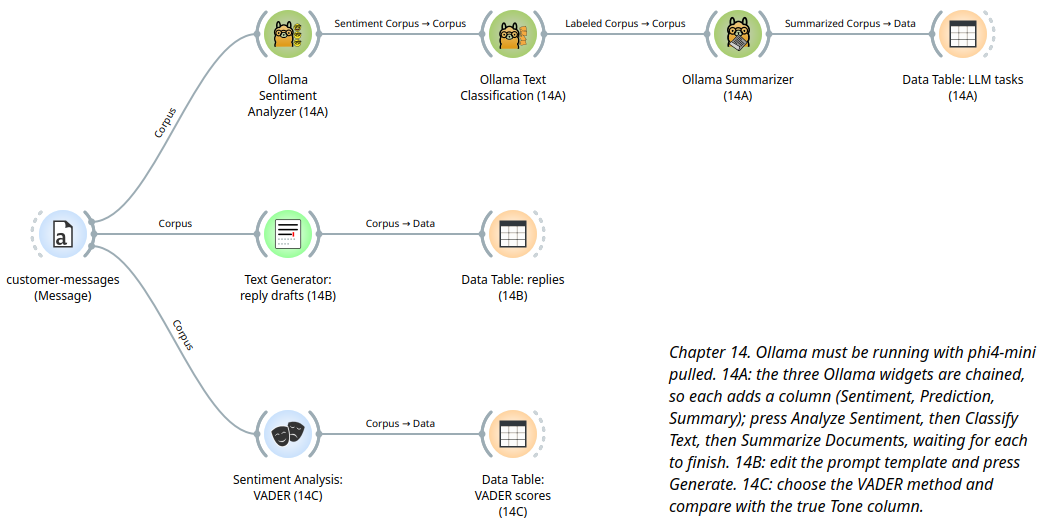 Sentiment Corpus → Corpus
Labeled Corpus → Corpus
Summarized Corpus → Data
Ollama
Sentiment
Analyzer (14A)
Ollama Text
Classification (14A)
Ollama Summarizer
(14A)
Data Table: LLM tasks
(14A)
Corpus
a
customer-messages
(Message)
Corpus
Corpus → Data
Text Generator:
reply drafts (14B)
Data Table: replies
(14B)
Corpus
Corpus → Data
Sentiment Analysis:
VADER (14C)
Data Table:
VADER scores
(14C)
Chapter 14. Ollama must be running with phi4-mini
pulled. 14A: the three Ollama widgets are chained,
so each adds a column (Sentiment, Prediction,
Summary); press Analyze Sentiment, then Classify
Text, then Summarize Documents, waiting for each
to finish. 14B: edit the prompt template and press
Generate. 14C: choose the VADER method and
compare with the true Tone column.